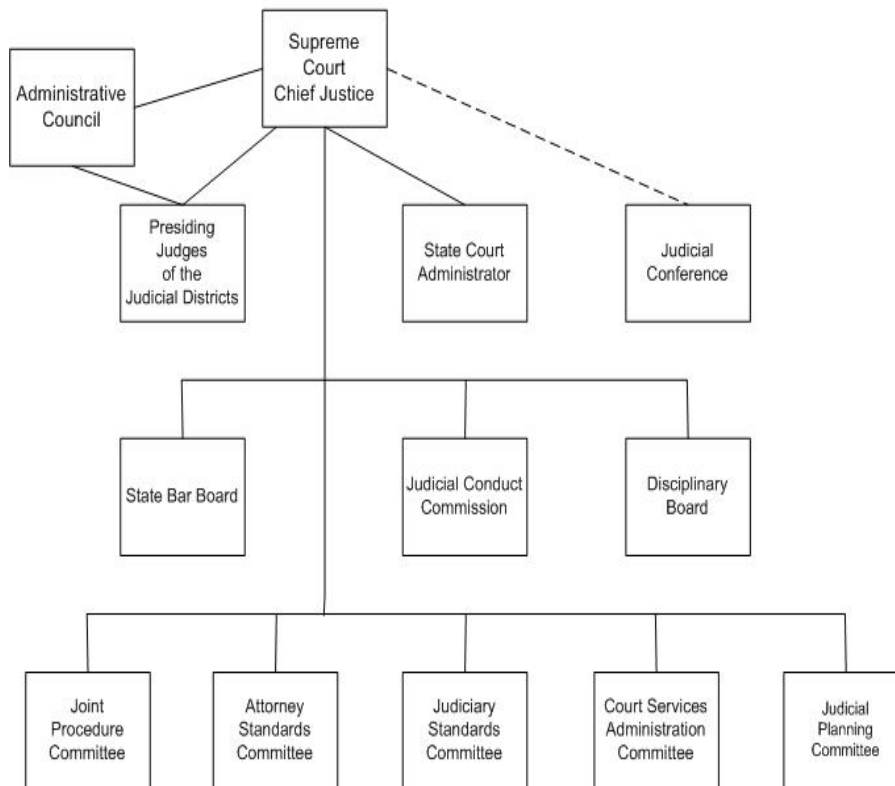 Supreme
Court
Chief Justice
Administrative
Council
Presiding
Judges
of the
Judicial Districts
State Court
Administrator
Judicial
Conference
State Bar Board
Judicial Conduct
Commission
Disciplinary
Board
Joint
Procedure
Committee
Attorney
Standards
Committee
Judiciary
Standards
Committee
Court Services
Administration
Committee
Judicial
Planning
Committee